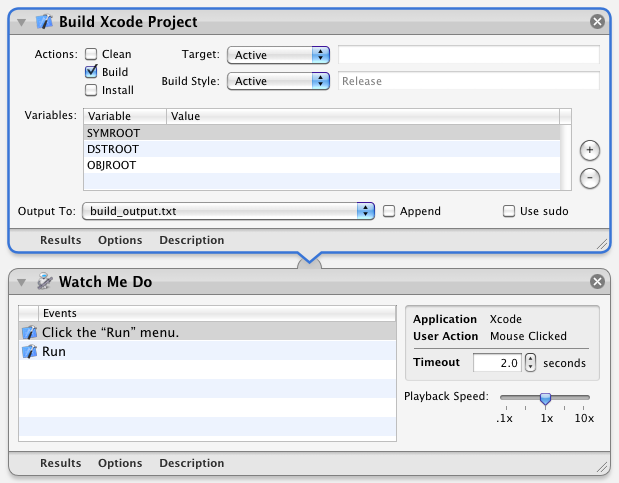 Build Xcode Project
Actions: Clean Target: Active
Build Build Style: Active Release
Install
Variables: Variable Value
SYMROOT
DSTROOT
OBJROOT
+
-
Output To: build_output.txt Append Use sudo
Results Options Description
Watch Me Do
Events
Click the “Run” menu.
Run
Application Xcode
User Action Mouse Clicked
Timeout 2.0 seconds
Playback Speed:
.1x 1x 10x
Results Options Description